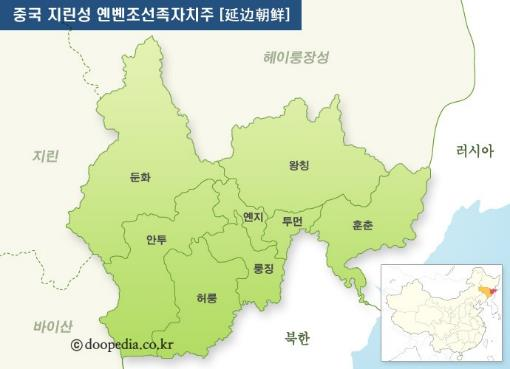 중국 지린성 옌벤조선족자치주 [延边朝鲜]
헤이룽장성
러시아
지린
왕칭
둔화
옌지
투먼
훈춘
안투
룽징
허룽
바이산
북한
ⓒ doopedia.co.kr